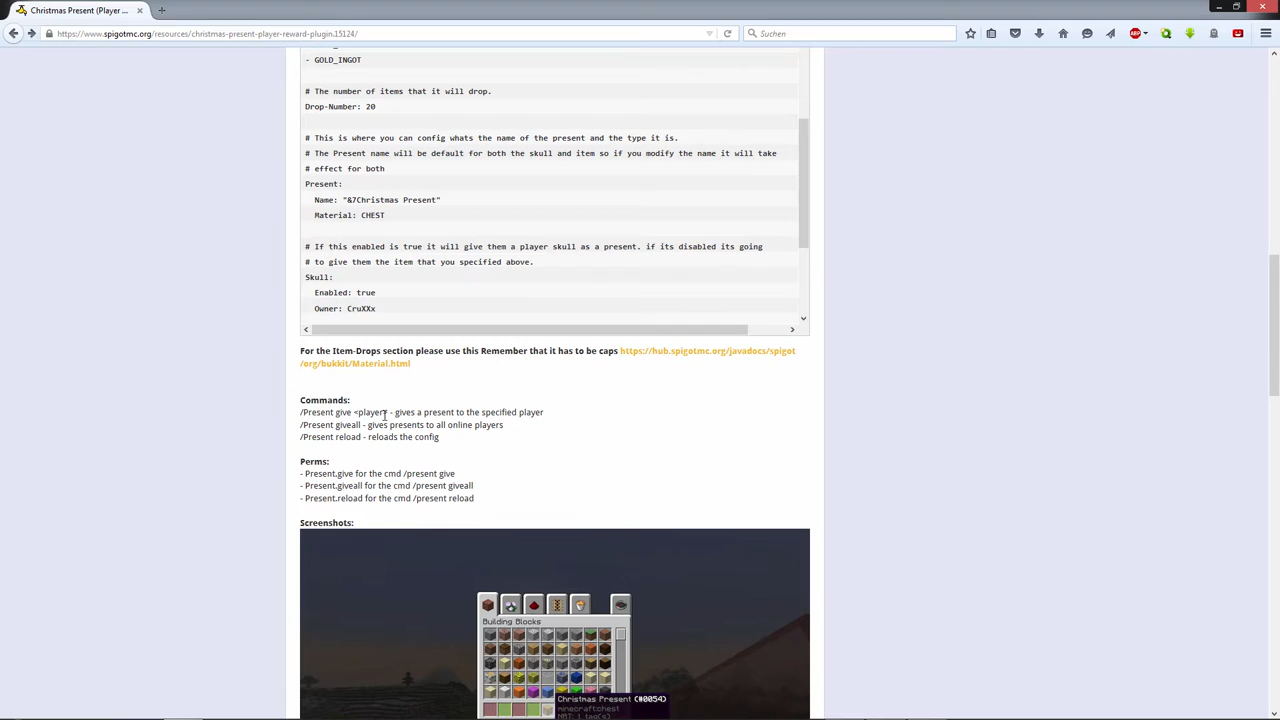 Christmas Present (Player ...
https://www.spigotmc.org/resources/christmas-present-player-reward-plugin.15124/
Suchen
ABP
- GOLD_INGOT
# The number of items that it will drop.
Drop-Number: 20
# This is where you can config whats the name of the present and the type it is.
# The Present name will be default for both the skull and item so if you modify the name it will take
# effect for both
Present:
Name: "&7Christmas Present"
Material: CHEST
# If this enabled is true it will give them a player skull as a present. if its disabled its going
# to give them the item that you specified above.
Skull:
Enabled: true
Owner: CruXXx
For the Item-Drops section please use this Remember that it has to be caps https://hub.spigotmc.org/javadocs/spigot
/org/bukkit/Material.html
Commands:
/Present give <player> - gives a present to the specified player
/Present giveall - gives presents to all online players
/Present reload - reloads the config
Perms:
- Present.give for the cmd /present give
- Present.giveall for the cmd /present giveall
- Present.reload for the cmd /present reload
Screenshots:
Building Blocks
Christmas Present (#0054)
minecraft:chest
NBT: 1 tag(s)